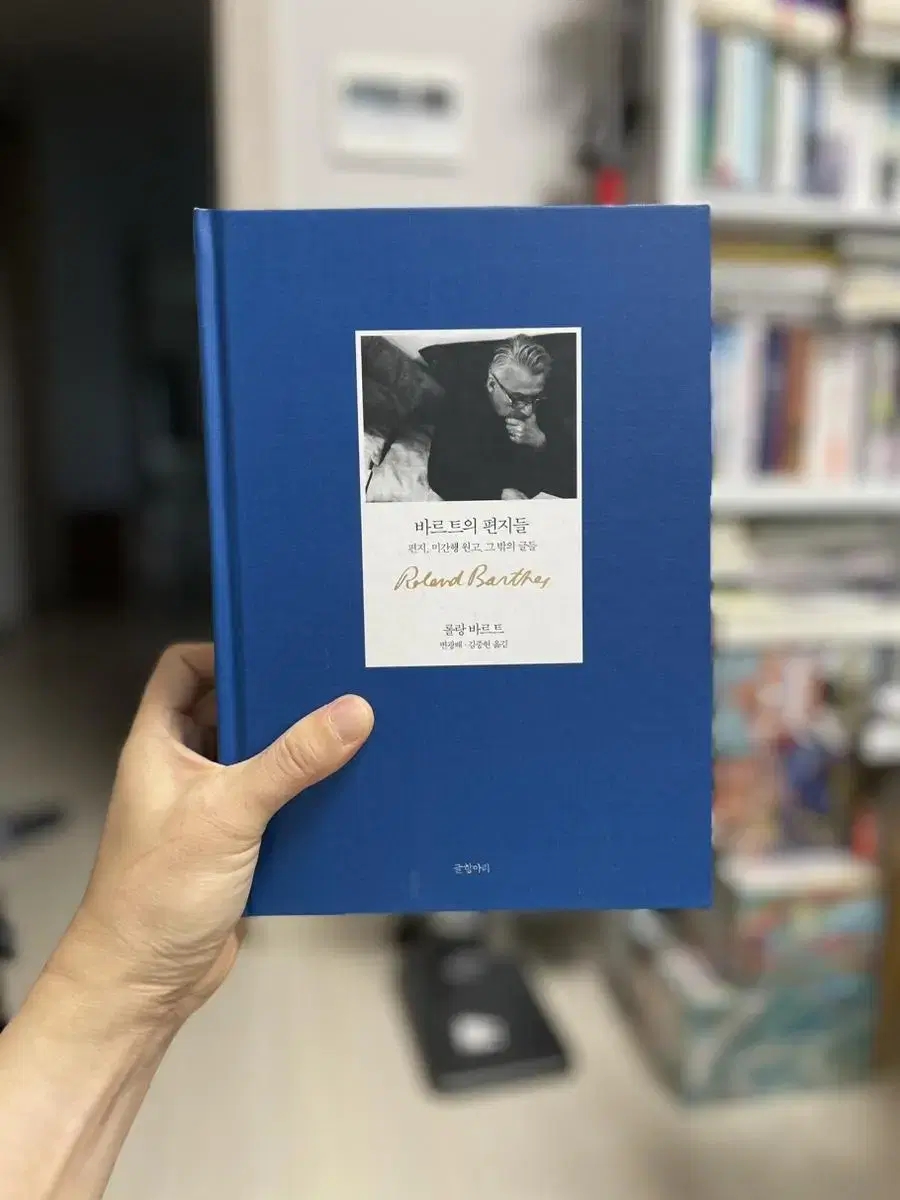 바르트의 편지들
편지, 미간행 원고, 그 밖의 글들
Roland Barthes
롤랑 바르트
변광배·김중현 옮김
글항아리